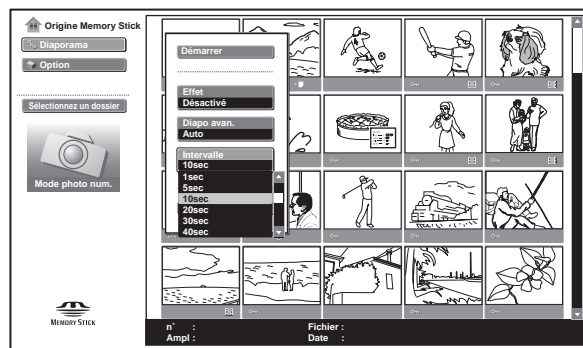 Origine Memory Stick
Diaporama
Option
Sélectionnez un dossier
Mode photo num.
MEMORY STICK
Démarrer
Effet
Désactivé
Diapo avan.
Auto
Intervalle
10sec
1sec
5sec
10sec
20sec
30sec
40sec
n° :
Fichier :
Ampl :
Date :